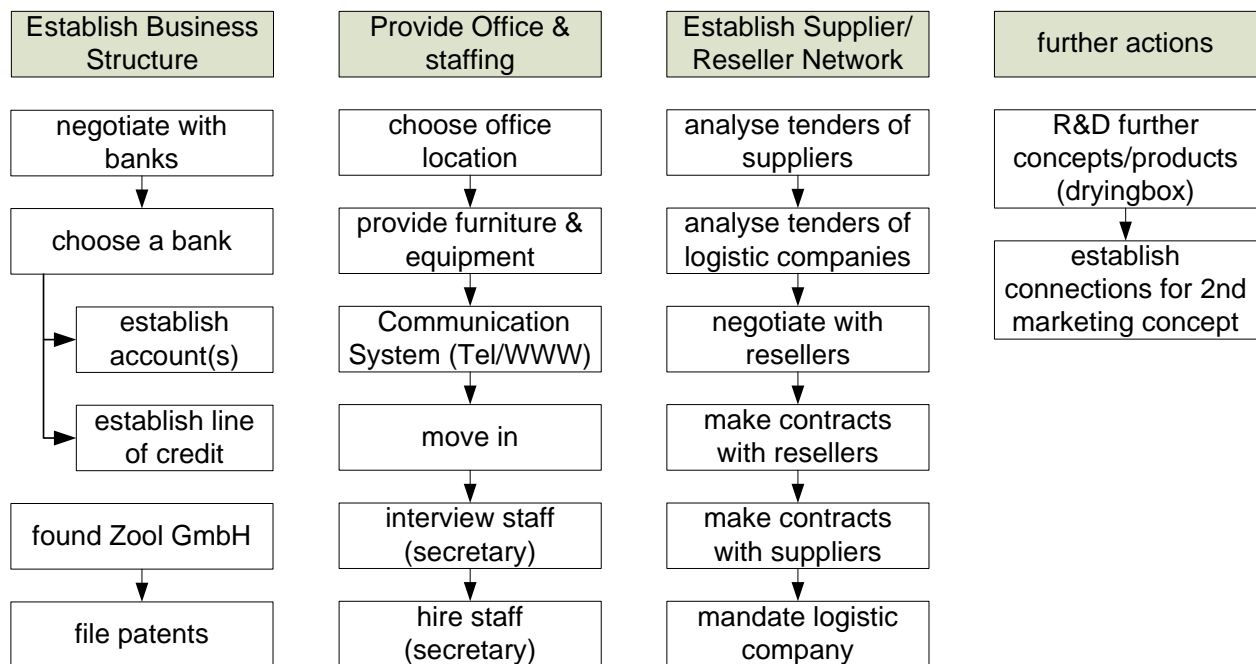 Establish Business
Structure
negotiate with
banks
choose a bank
establish
account(s)
establish line
of credit
found Zool GmbH
file patents
Provide Office &
staffing
choose office
location
provide furniture &
equipment
Communication
System (Tel/WWW)
move in
interview staff
(secretary)
hire staff
(secretary)
Establish Supplier/
Reseller Network
analyse tenders of
suppliers
analyse tenders of
logistic companies
negotiate with
resellers
make contracts
with resellers
make contracts
with suppliers
mandate logistic
company
further actions
R&D further
concepts/products
(dryingbox)
establish
connections for 2nd
marketing concept